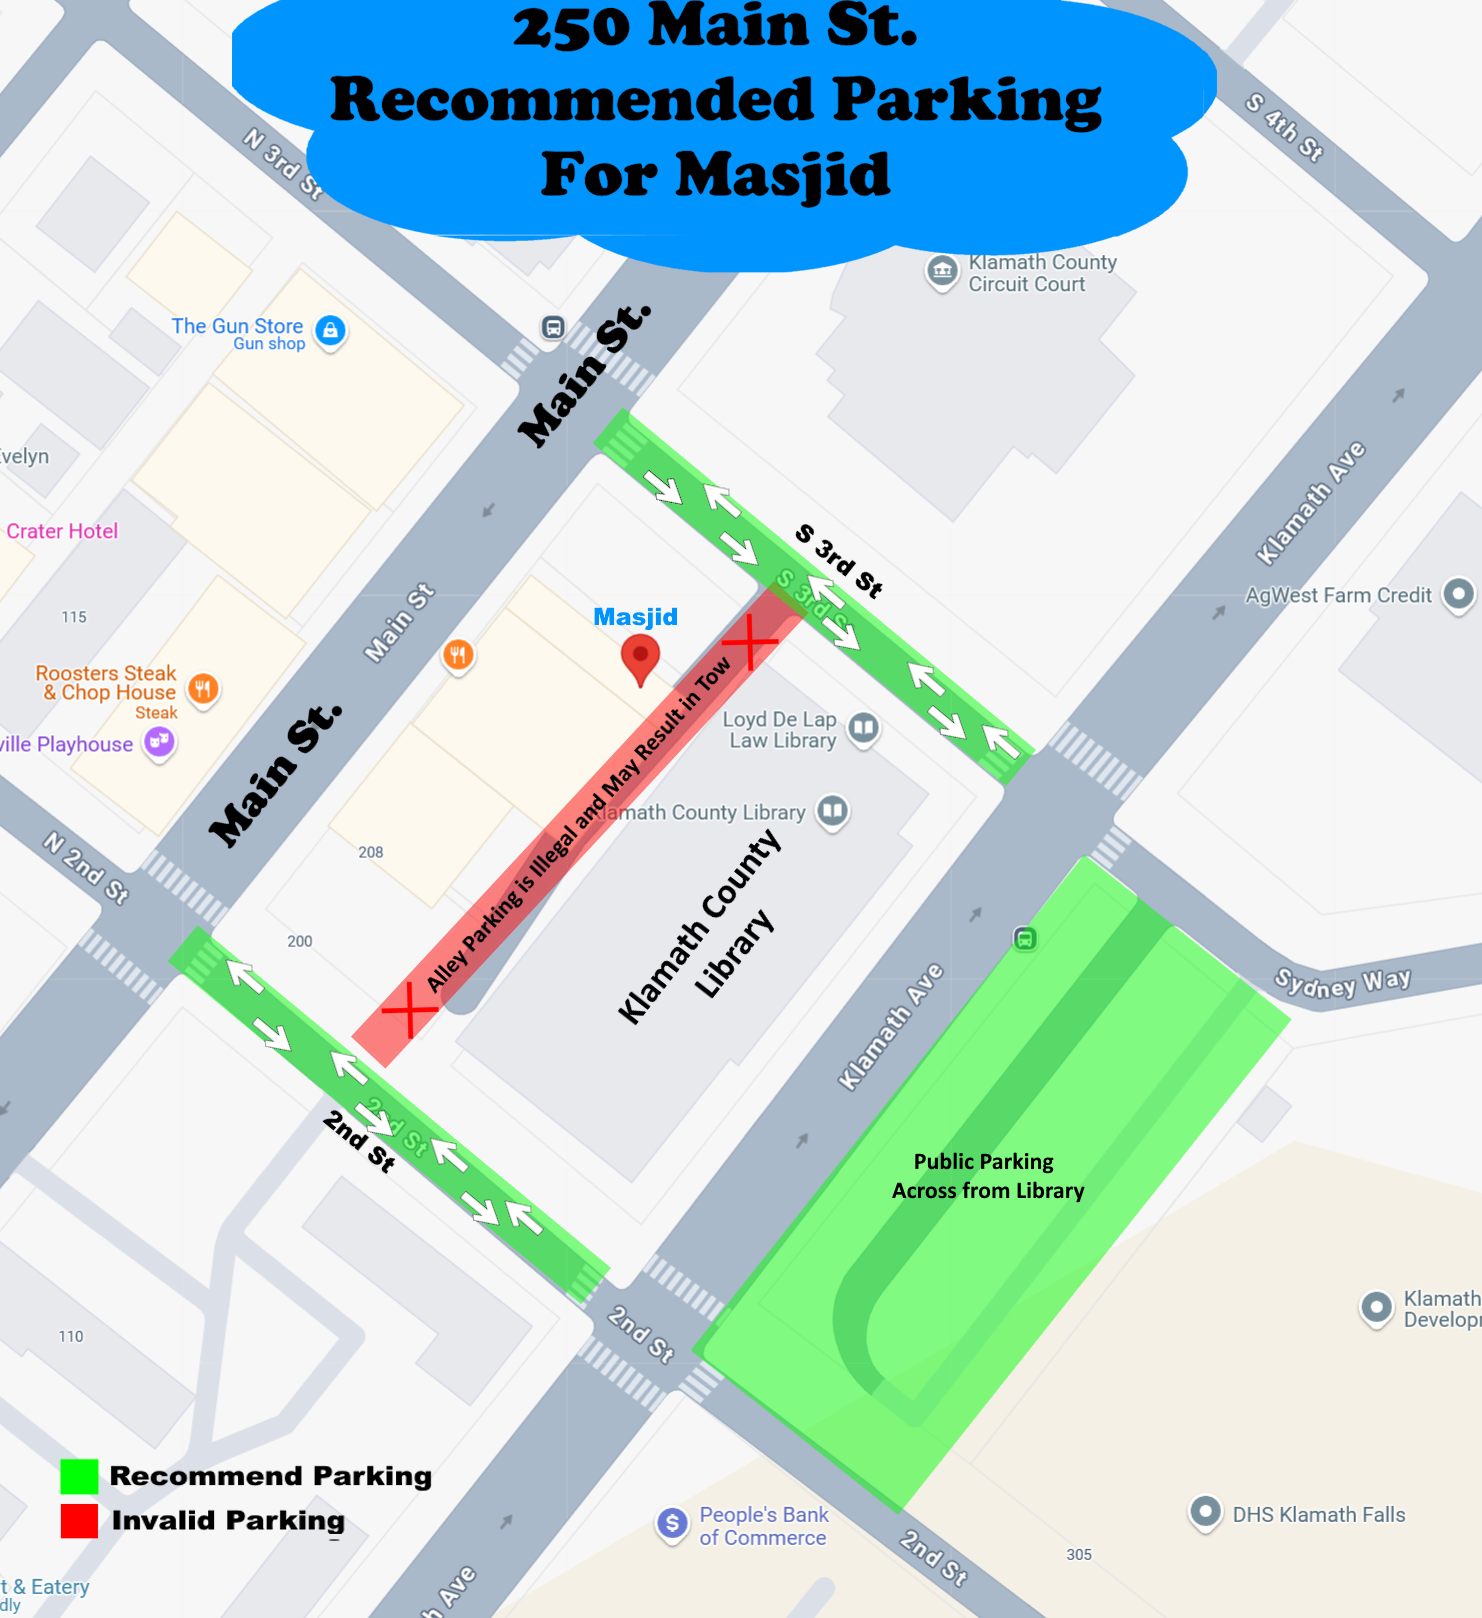 250 Main St.
Recommended Parking
For Masjid
S 4th St
N 3rd St
Klamath County
Circuit Court
The Gun Store
Gun shop
Main St.
Evelyn
Crater Hotel
S 3rd St
S 3rd S
Klamath Ave
AgWest Farm Credit
115
Main St
Masjid
Roosters Steak
& Chop House
Steak
ville Playhouse
Loyd De Lap
Law Library
Alley Parking is Illegal and May Result in Tow
Klamath County Library
Main St.
208
N 2nd St
Klamath County
Library
200
Klamath Ave
Sydney Way
2nd St
2nd St
Public Parking
Across from Library
110
2nd St
Klamath
Develop
Recommend Parking
Invalid Parking
People's Bank
of Commerce
DHS Klamath Falls
2nd St
305
t & Eatery
dly
h Ave